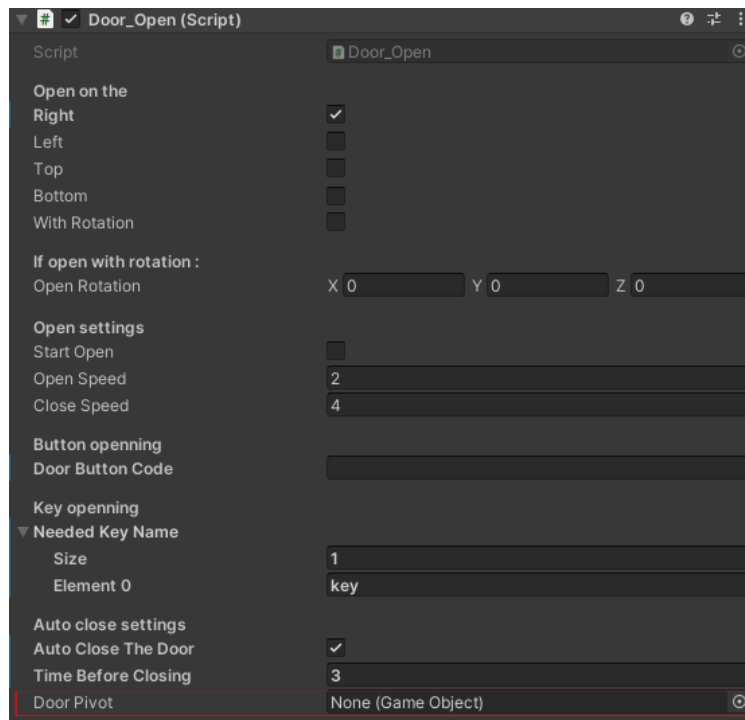 Door_Open (Script)
Script Door_Open
Open on the
Right
Left
Top
Bottom
With Rotation
If open with rotation :
Open Rotation X 0 Y 0 Z 0
Open settings
Start Open
Open Speed 2
Close Speed 4
Button openning
Door Button Code
Key openning
Needed Key Name
Size 1
Element 0 key
Auto close settings
Auto Close The Door
Time Before Closing 3
Door Pivot None (Game Object)